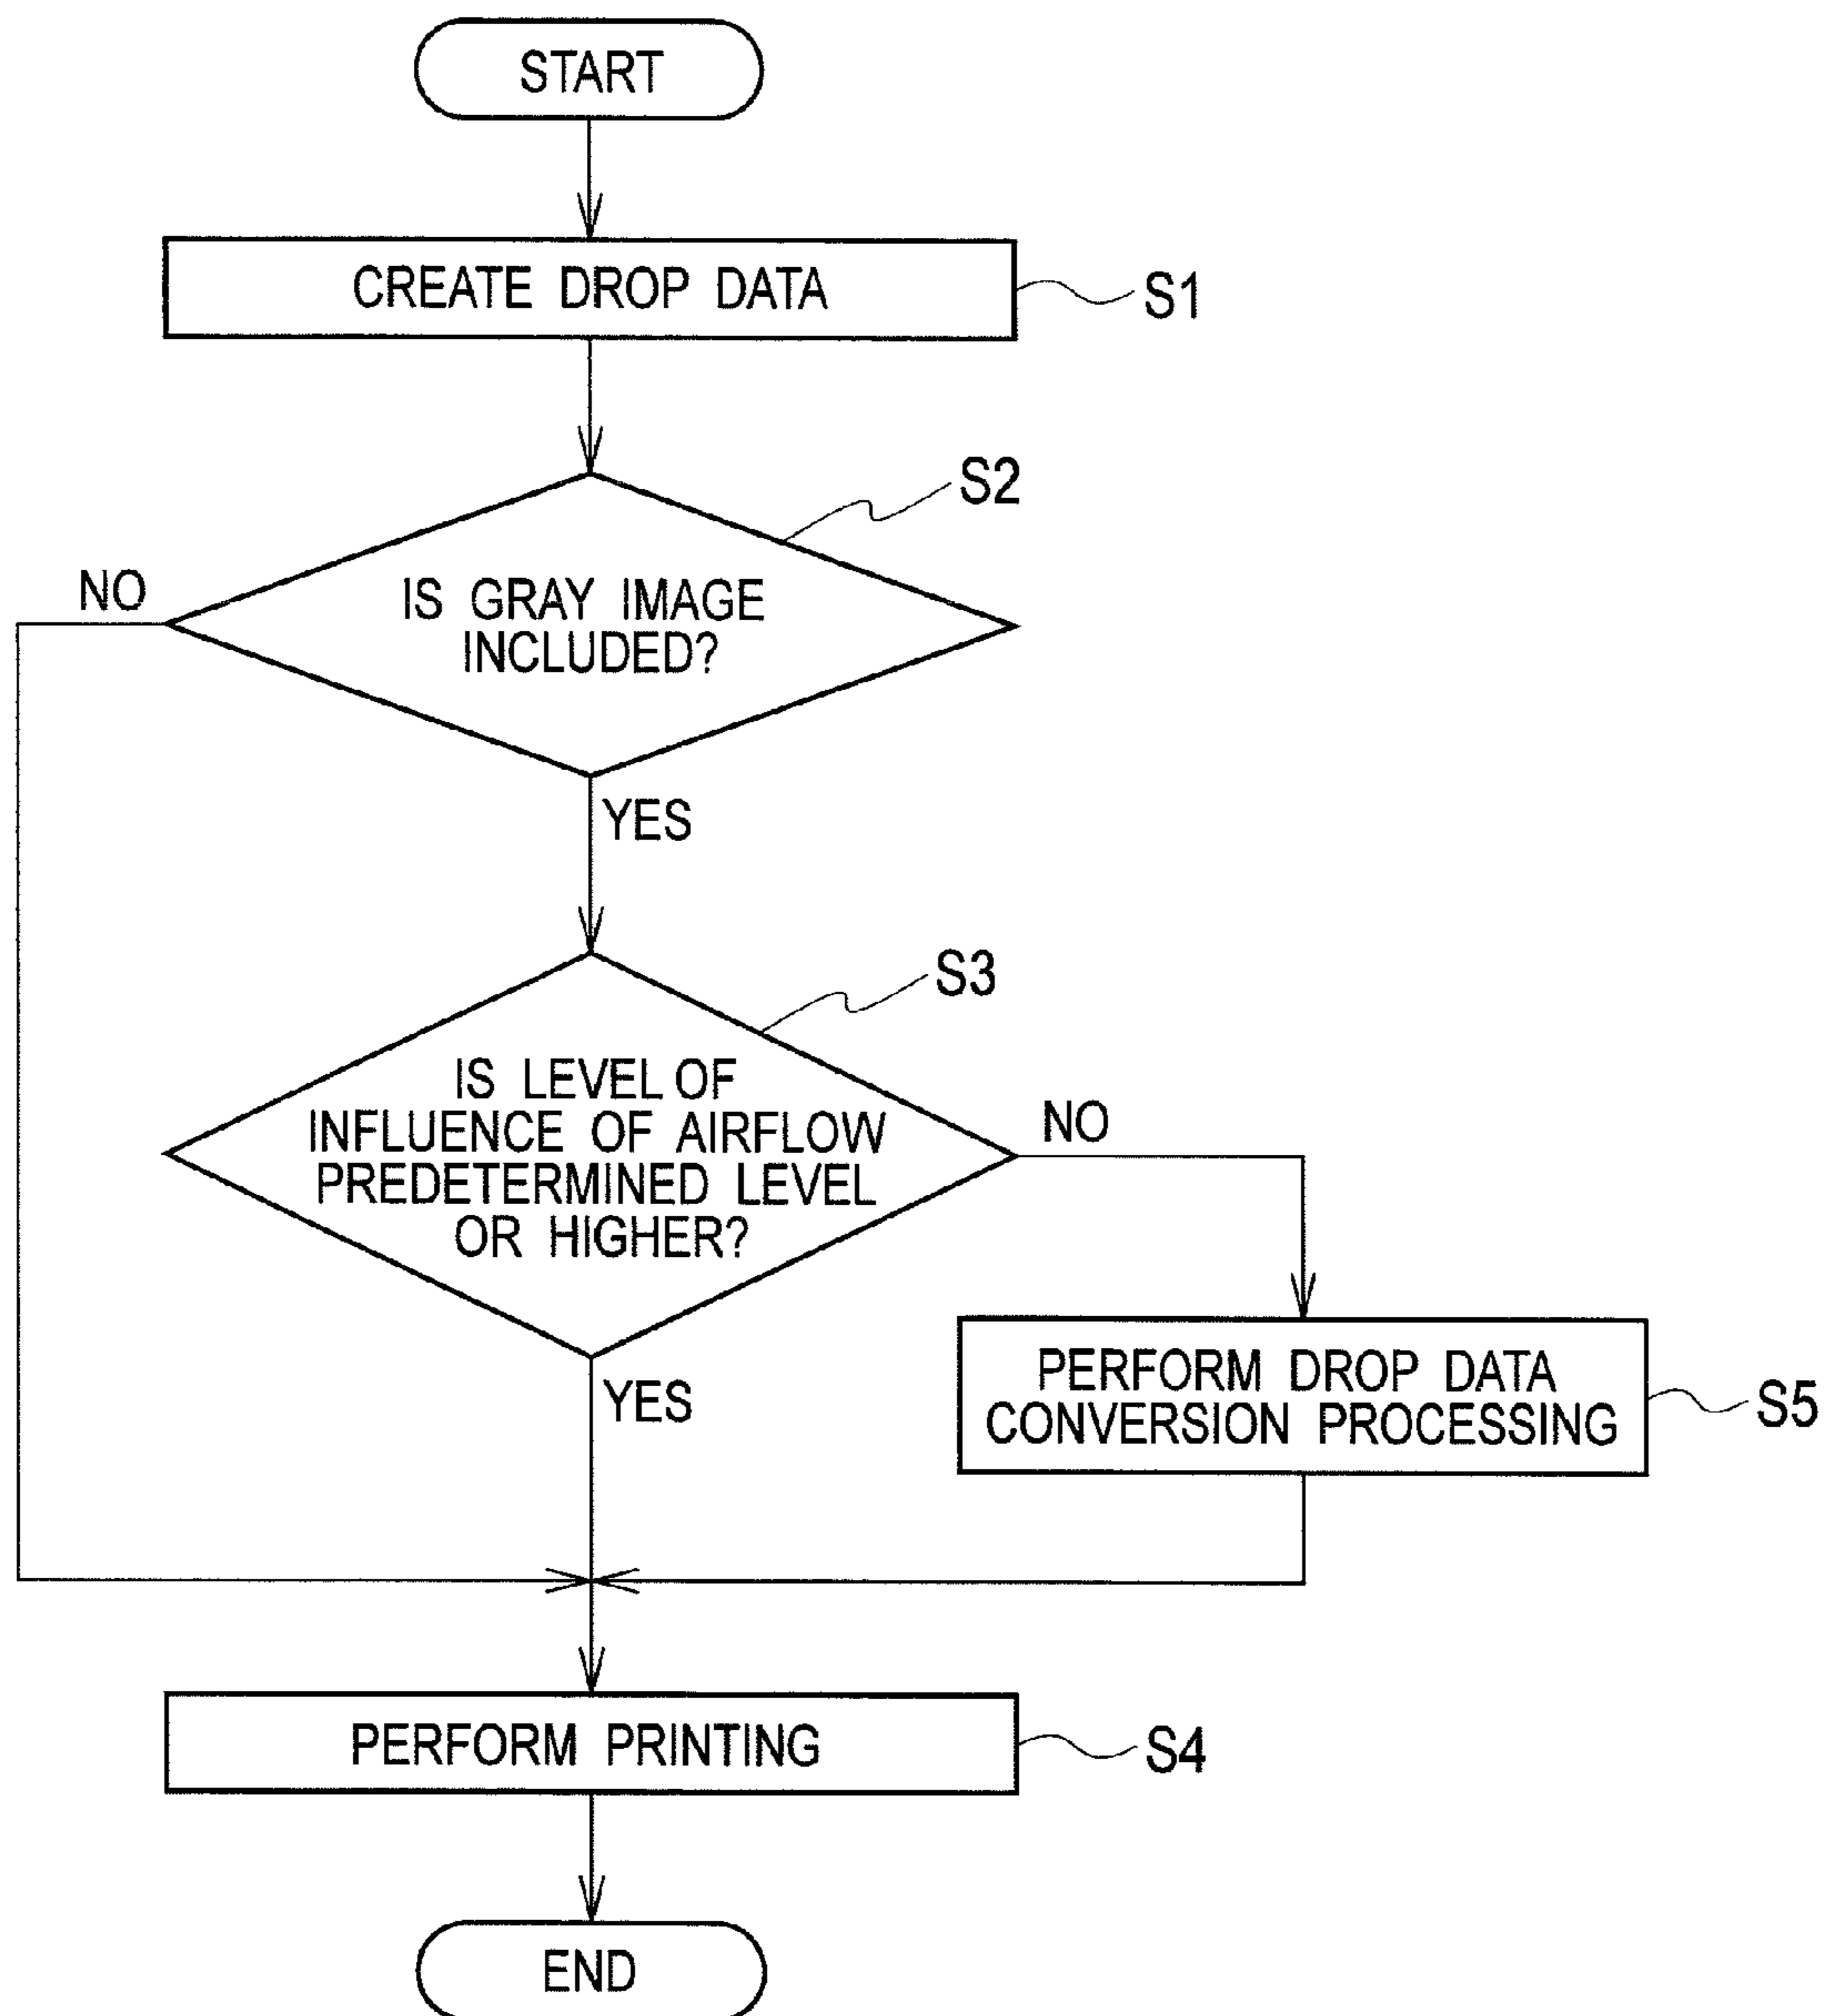 START
CREATE DROP DATA
S1
S2
NO
IS GRAY IMAGE
INCLUDED?
YES
S3
IS LEVEL OF
INFLUENCE OF AIRFLOW
PREDETERMINED LEVEL
OR HIGHER?
NO
YES
PERFORM DROP DATA
CONVERSION PROCESSING
S5
PERFORM PRINTING
S4
END